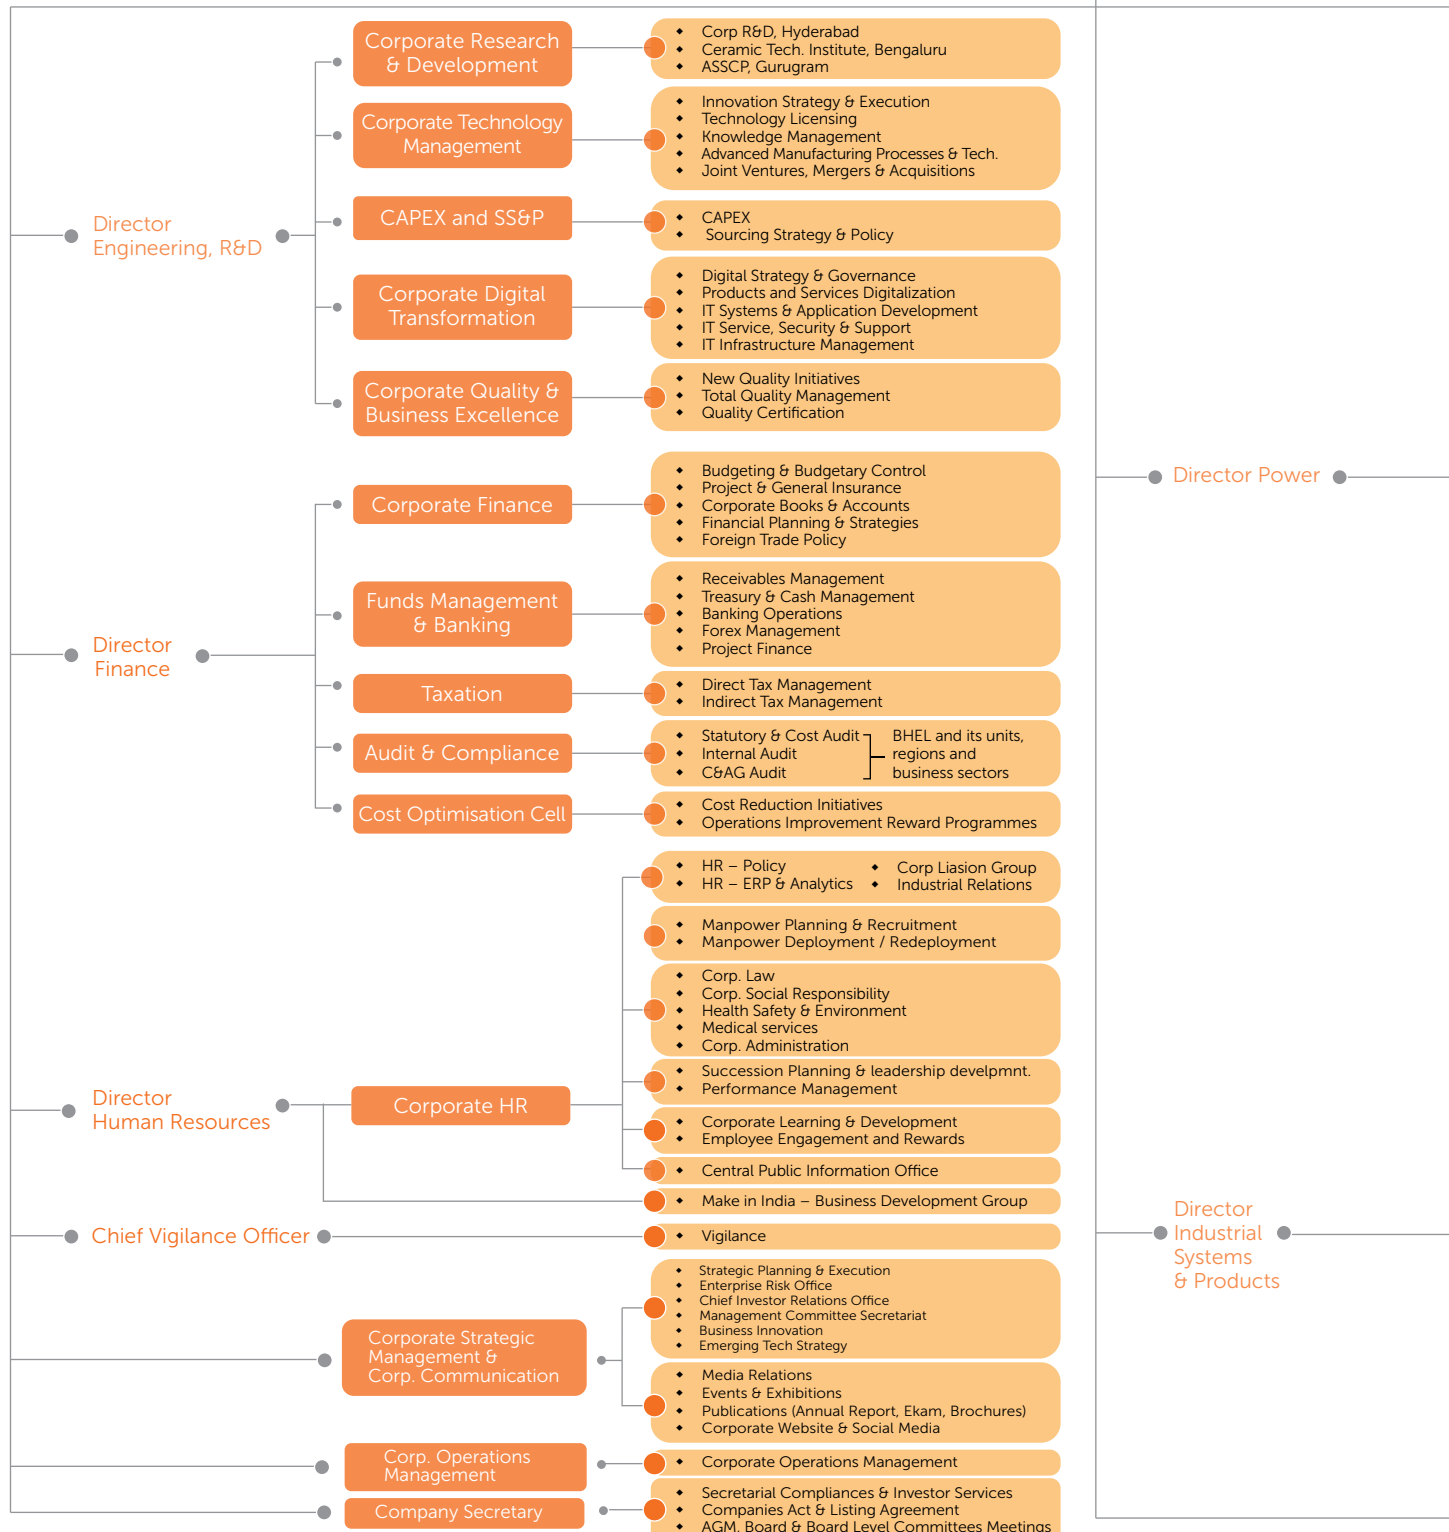 Director
Engineering, R&D
Corporate Research
& Development
Corp R&D, Hyderabad
Ceramic Tech. Institute, Bengaluru
ASSCP, Gurugram
Corporate Technology
Management
Innovation Strategy & Execution
Technology Licensing
Knowledge Management
Advanced Manufacturing Processes & Tech.
Joint Ventures, Mergers & Acquisitions
CAPEX and SS&P
CAPEX
Sourcing Strategy & Policy
Corporate Digital
Transformation
Digital Strategy & Governance
Products and Services Digitalization
IT Systems & Application Development
IT Service, Security & Support
IT Infrastructure Management
Corporate Quality &
Business Excellence
New Quality Initiatives
Total Quality Management
Quality Certification
Director
Finance
Corporate Finance
Budgeting & Budgetary Control
Project & General Insurance
Corporate Books & Accounts
Financial Planning & Strategies
Foreign Trade Policy
Funds Management
& Banking
Receivables Management
Treasury & Cash Management
Banking Operations
Forex Management
Project Finance
Taxation
Direct Tax Management
Indirect Tax Management
Audit & Compliance
Statutory & Cost Audit
Internal Audit
C&AG Audit
BHEL and its units,
regions and
business sectors
Cost Optimisation Cell
Cost Reduction Initiatives
Operations Improvement Reward Programmes
Director
Human Resources
Corporate HR
HR – Policy
HR – ERP & Analytics
Corp Liasion Group
Industrial Relations
Manpower Planning & Recruitment
Manpower Deployment / Redeployment
Corp. Law
Corp. Social Responsibility
Health Safety & Environment
Medical services
Corp. Administration
Succession Planning & leadership develpmnt.
Performance Management
Corporate Learning & Development
Employee Engagement and Rewards
Central Public Information Office
Make in India – Business Development Group
Chief Vigilance Officer
Vigilance
Corporate Strategic
Management &
Corp. Communication
Strategic Planning & Execution
Enterprise Risk Office
Chief Investor Relations Office
Management Committee Secretariat
Business Innovation
Emerging Tech Strategy
Media Relations
Events & Exhibitions
Publications (Annual Report, Ekam, Brochures)
Corporate Website & Social Media
Corp. Operations
Management
Corporate Operations Management
Company Secretary
Secretarial Compliances & Investor Services
Companies Act & Listing Agreement
AGM, Board & Board Level Committees Meetings
Director Power
Director
Industrial
Systems
& Products